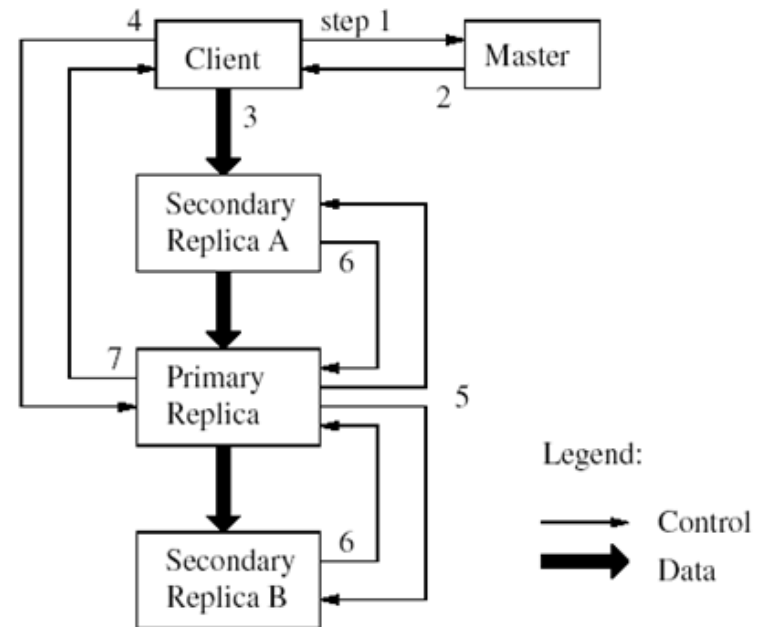 4
step 1
Client
Master
2
3
Secondary
Replica A
6
7
Primary
Replica
5
Legend:
Control
6
Secondary
Replica B
Data